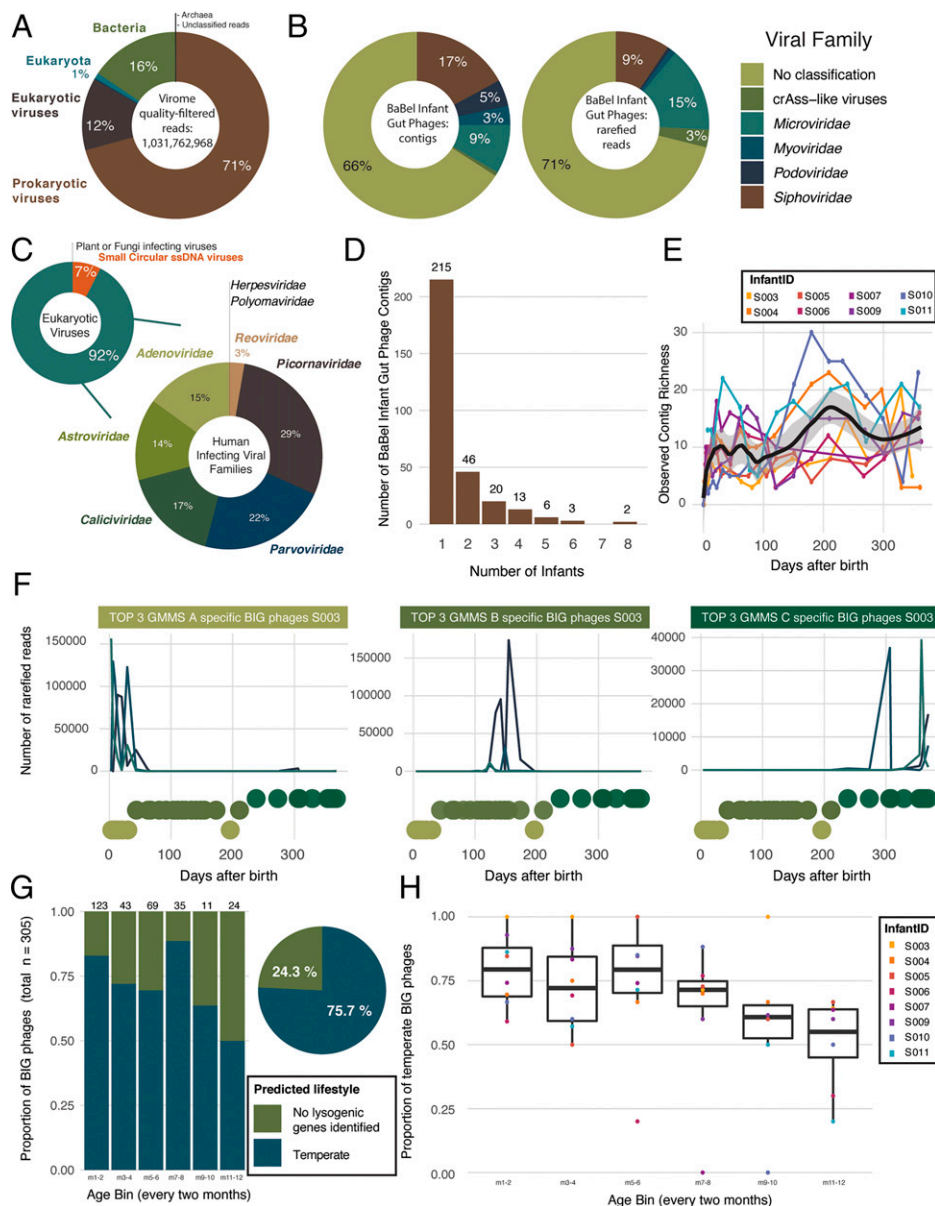 A
- Archaea
- Unclassified reads
Bacteria
Eukaryota
1%
16%
Eukaryotic
viruses
12%
Virome
quality-filtered
reads:
1,031,762,968
71%
Prokaryotic
viruses
B
17%
5%
3%
9%
66%
BaBel Infant
Gut Phages:
contigs
9%
15%
3%
71%
BaBel Infant
Gut Phages:
rarefied
reads
Viral Family
No classification
crAss-like viruses
Microviridae
Myoviridae
Podoviridae
Siphoviridae
C
Plant or Fungi infecting viruses
Small Circular ssDNA viruses
7%
Eukaryotic
Viruses
92%
Herpesviridae
Polyomaviridae
Reoviridae
3%
Adenoviridae
Picornaviridae
15%
29%
Astroviridae
14%
Human
Infecting Viral
Families
17%
22%
Caliciviridae
Parvoviridae
D
Number of BaBel Infant Gut Phage Contigs
200
150
100
50
0
215
46
20
13
6
3
2
1 2 3 4 5 6 7 8
Number of Infants
E
InfantID
S003 S005 S007 S010
S004 S006 S009 S011
Observed Contig Richness
30
20
10
0
0 100 200 300
Days after birth
F
TOP 3 GMMS A specific BIG phages S003
TOP 3 GMMS B specific BIG phages S003
TOP 3 GMMS C specific BIG phages S003
Number of rarefied reads
150000
100000
50000
0
150000
100000
50000
0
40000
30000
20000
10000
0
0 100 200 300
Days after birth
0 100 200 300
Days after birth
0 100 200 300
Days after birth
G
Proportion of BIG phages (total n = 305)
1.00
0.75
0.50
0.25
0.00
123 43 69 35 11 24
m1-2 m3-4 m5-6 m7-8 m9-10 m11-12
Age Bin (every two months)
24.3 %
75.7 %
Predicted lifestyle
No lysogenic
genes identified
Temperate
H
Proportion of temperate BIG phages
1.00
0.75
0.50
0.25
0.00
m1-2 m3-4 m5-6 m7-8 m9-10 m11-12
Age Bin (every two months)
InfantID
S003
S004
S005
S006
S007
S009
S010
S011